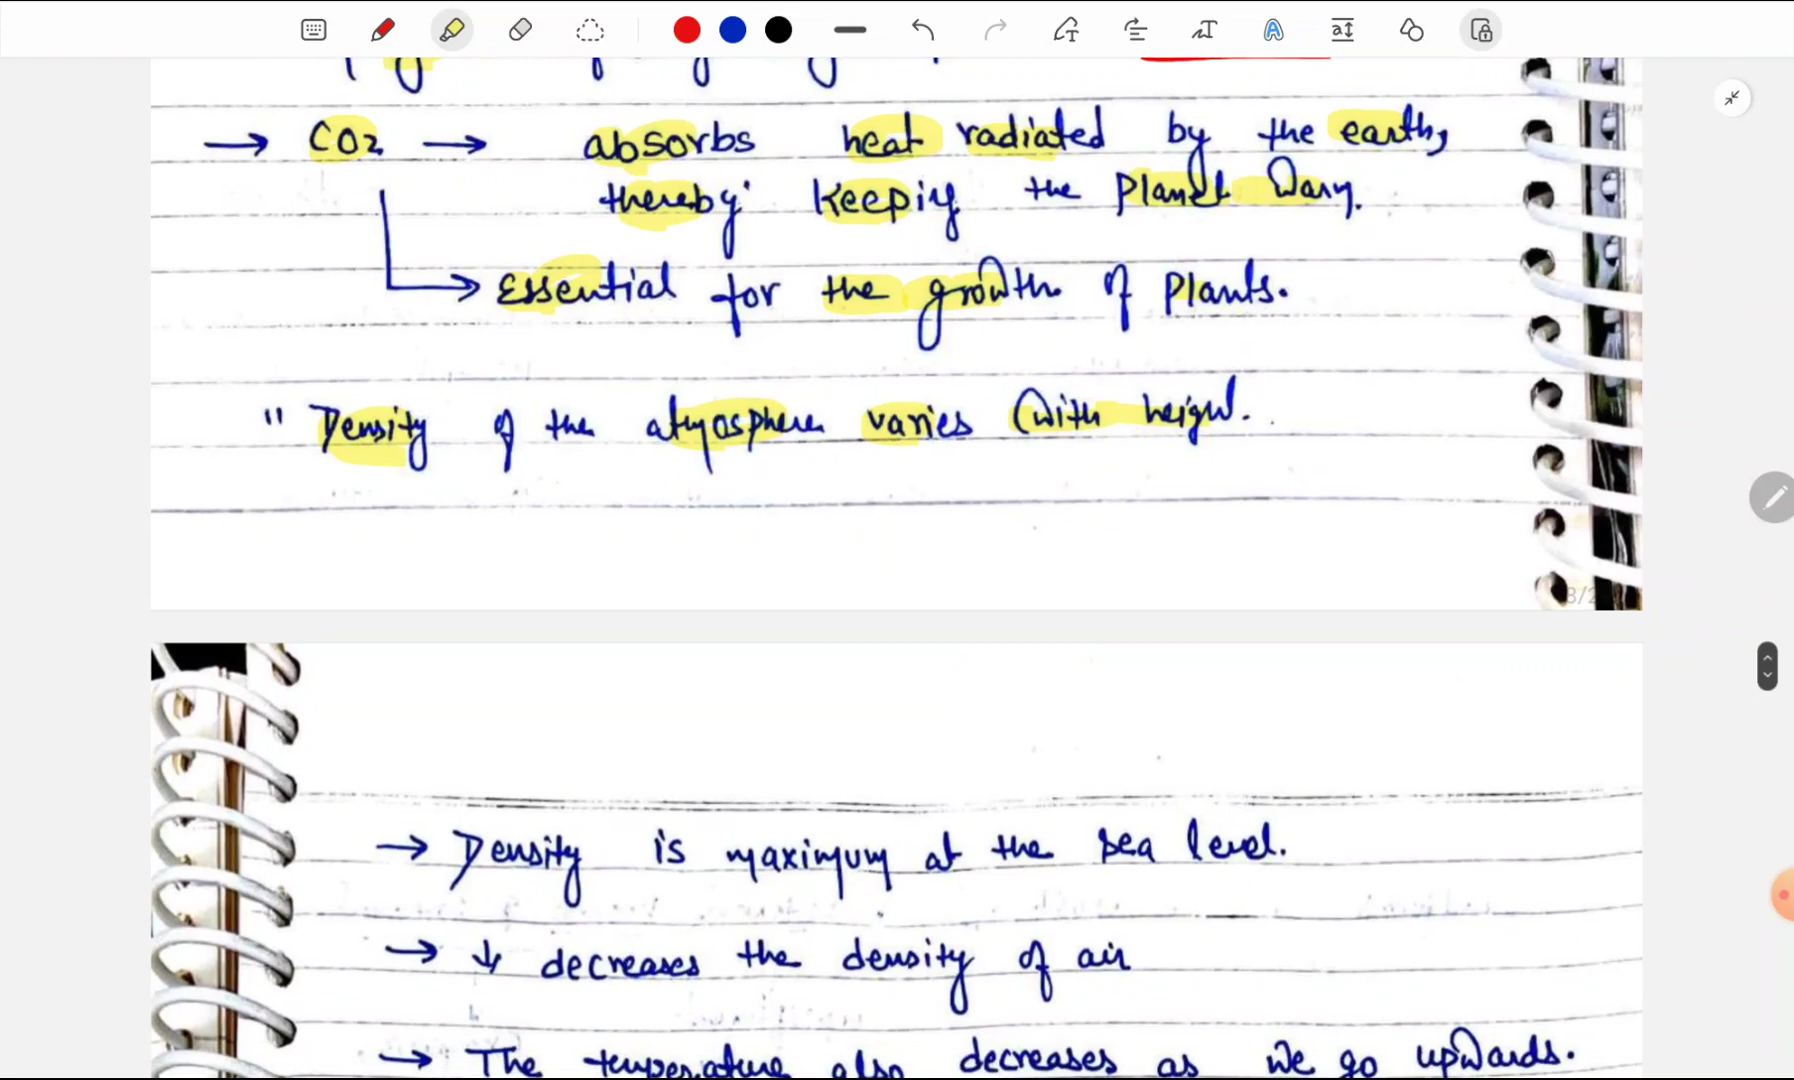 → CO2 → absorbs heat radiated by the earth,
thereby keeping the planet warm.
→ Essential for the growth of plants.
" Density of the atmosphere varies with height.
→ Density is maximum at the sea level.
→ ↓ decreases the density of air
→ The temperature also decreases as we go upwards.